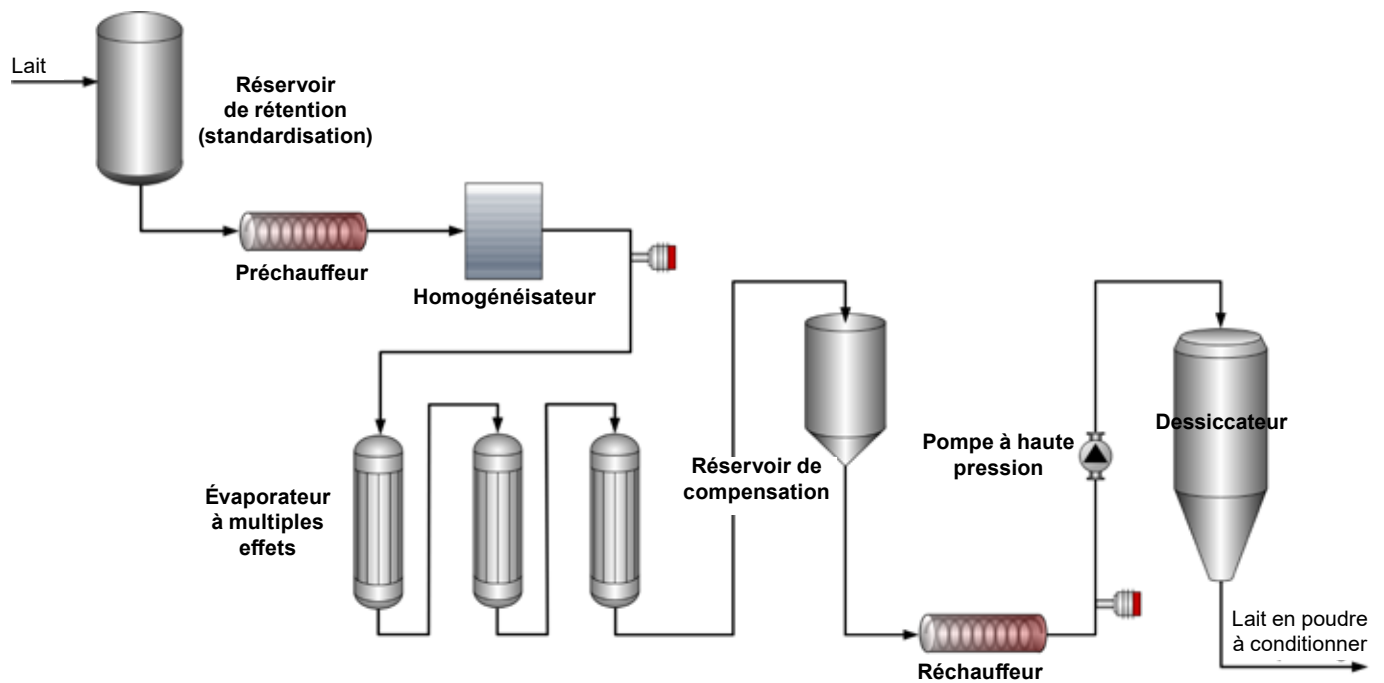 Lait
Réservoir
de rétention
(standardisation)
Préchauffeur
Homogénéisateur
Évaporateur
à multiples
effets
Réservoir de
compensation
Pompe à haute
pression
Dessiccateur
Réchauffeur
Lait en poudre
à conditionner